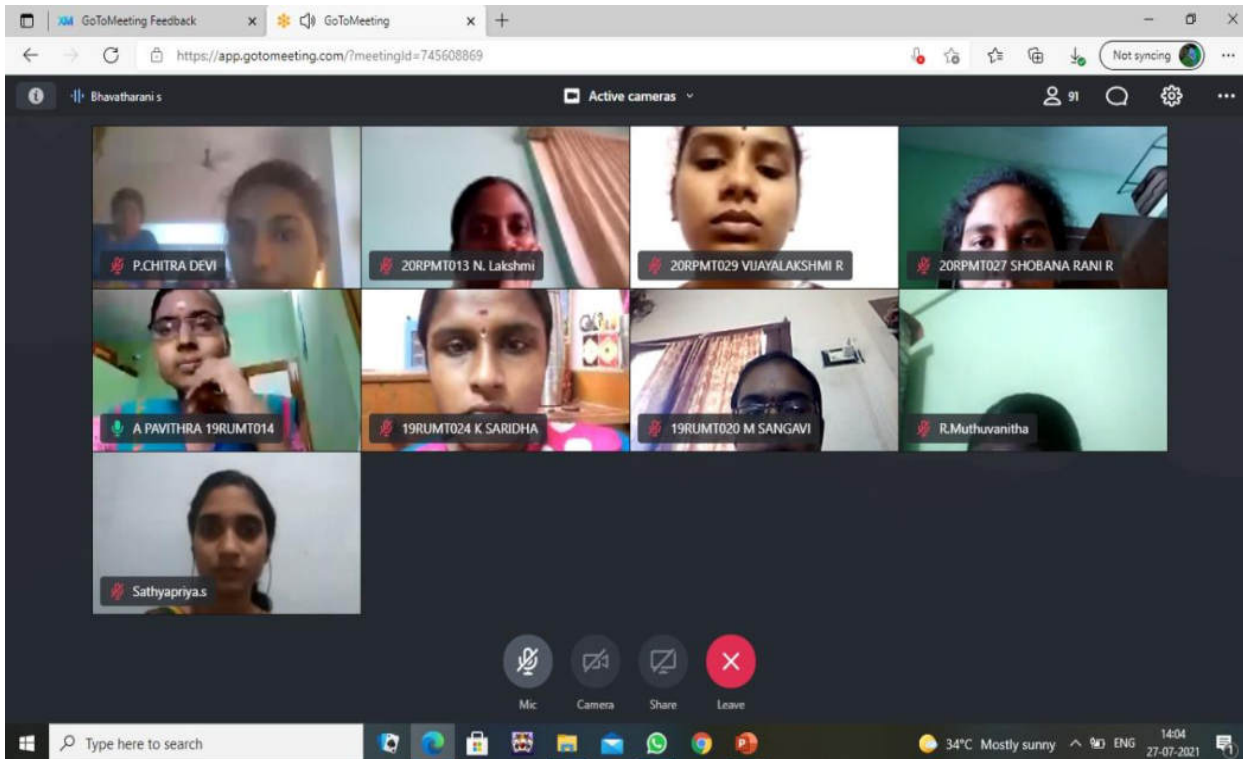 XM GoToMeeting Feedback
GoToMeeting
https://app.gotomeeting.com/?meetingId=745608869
Not syncing
Bhavatharani s
Active cameras
91
P.CHITRA DEVI
20RPMT013 N. Lakshmi
20RPMT029 VIJAYALAKSHMI R
20RPMT027 SHOBANA RANI R
A PAVITHRA 19RUMT014
19RUMT024 K SARIDHA
19RUMT020 M SANGAVI
R.Muthuvanitha
Sathyapriya.s
Mic
Camera
Share
Leave
Type here to search
34°C Mostly sunny
ENG
14:04
27-07-2021
1